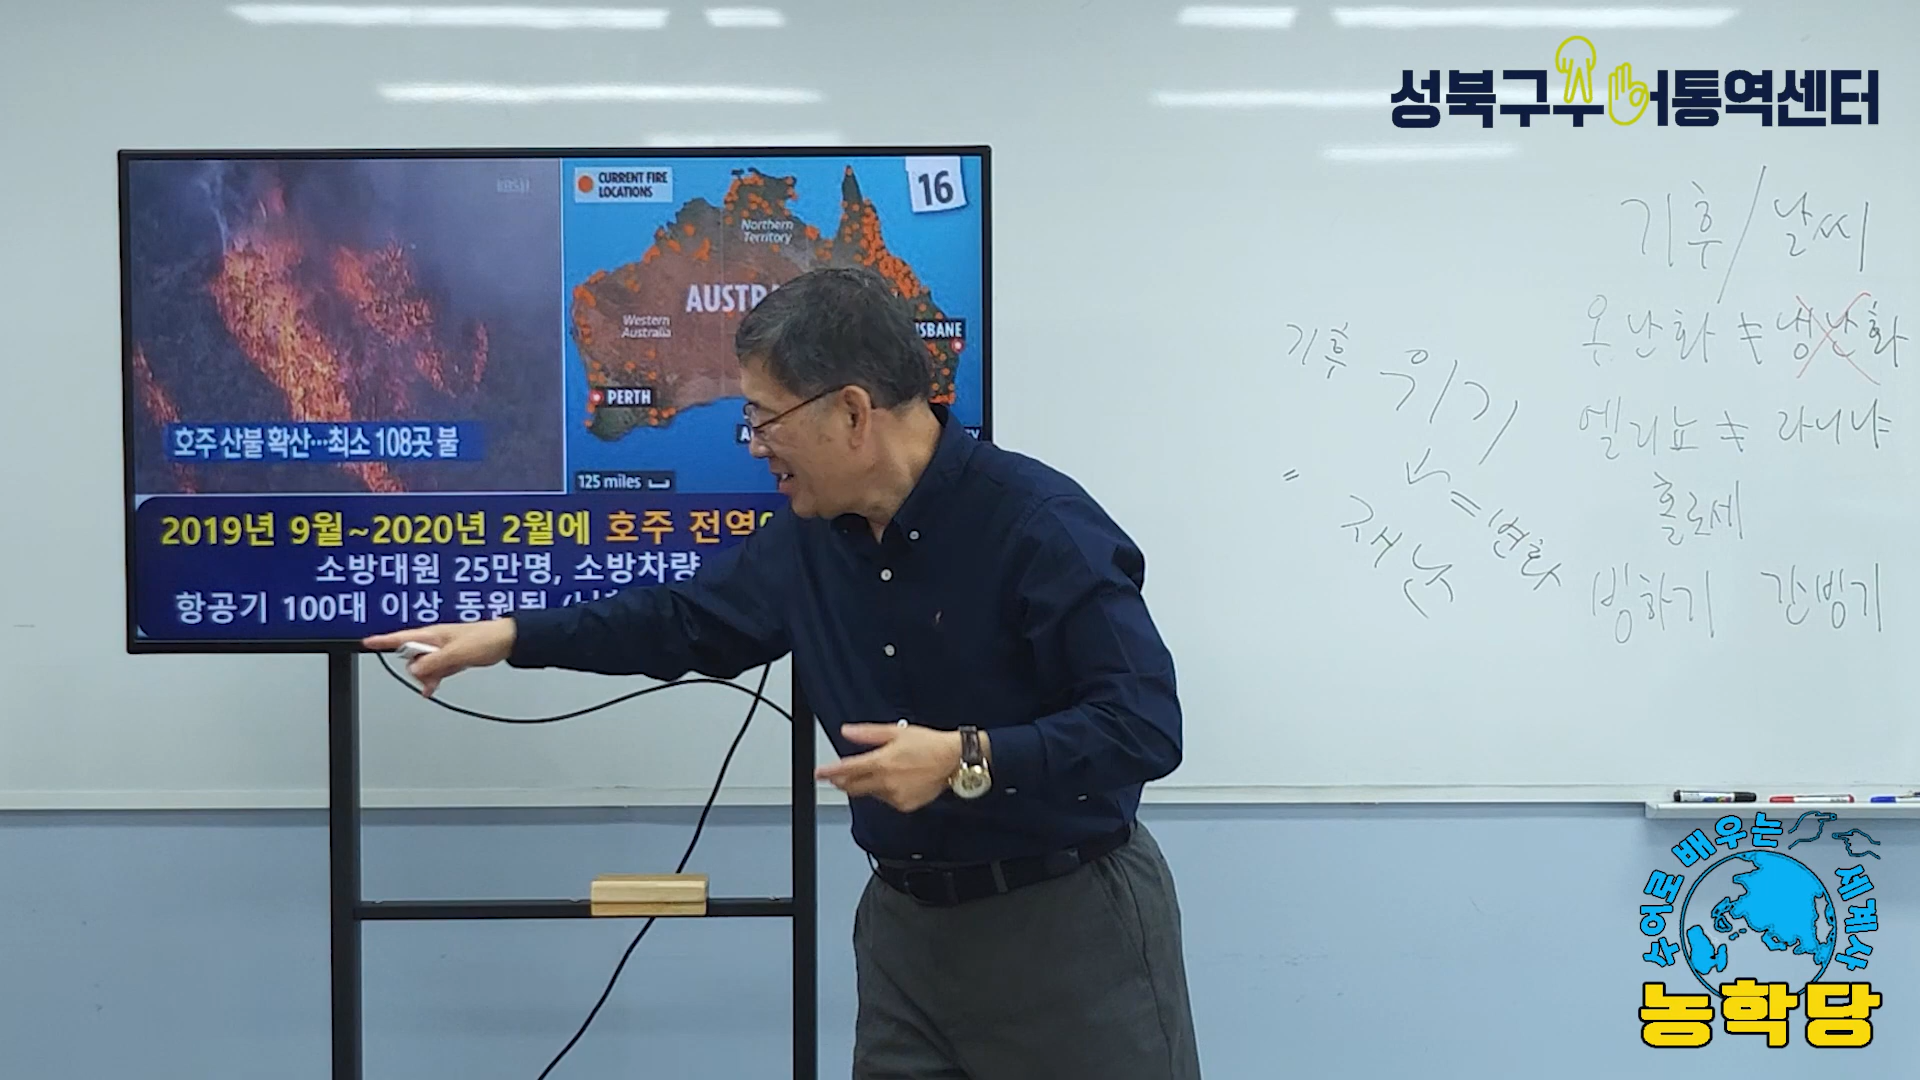 성북구수어통역센터
KBS1
호주 산불 확산…최소 108곳 불
CURRENT FIRE
LOCATIONS
16
Northern
Territory
Western
Australia
PERTH
125 miles
2019년 9월~2020년 2월에 호주 전역
소방대원 25만명, 소방차량
항공기 100대 이상 동원됨
기후/날씨
온난화 ≠ 냉난화
엘리뇨 ≠ 라니냐
홀로세
빙하기 간빙기
기후 위기
= 재난
= 변화
수어로 배우는 세계사
농학당